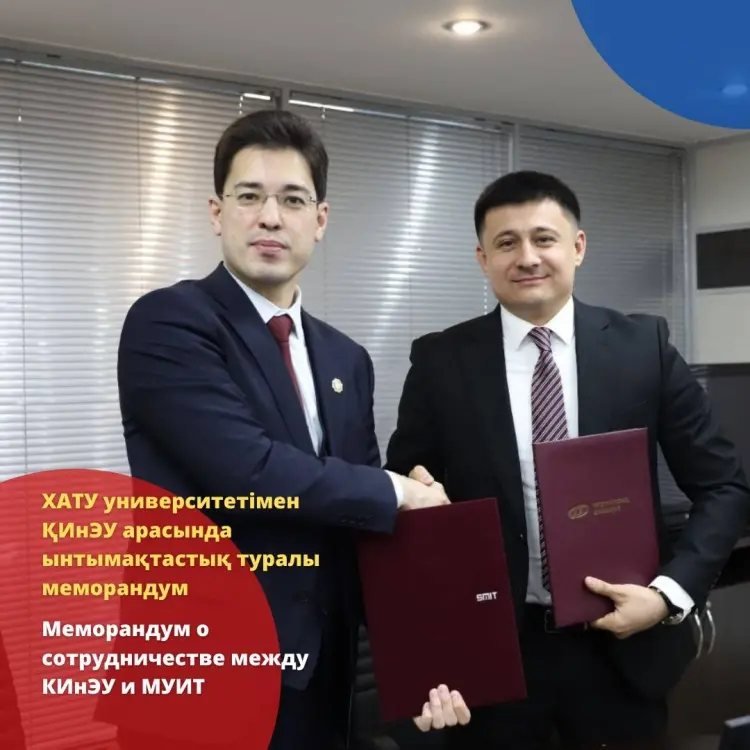 ХАТУ университетімен
ҚИнЭУ арасында
ынтымақтастық туралы
меморандум
Меморандум о
сотрудничестве между
КИнЭУ и МУИТ
SMIT